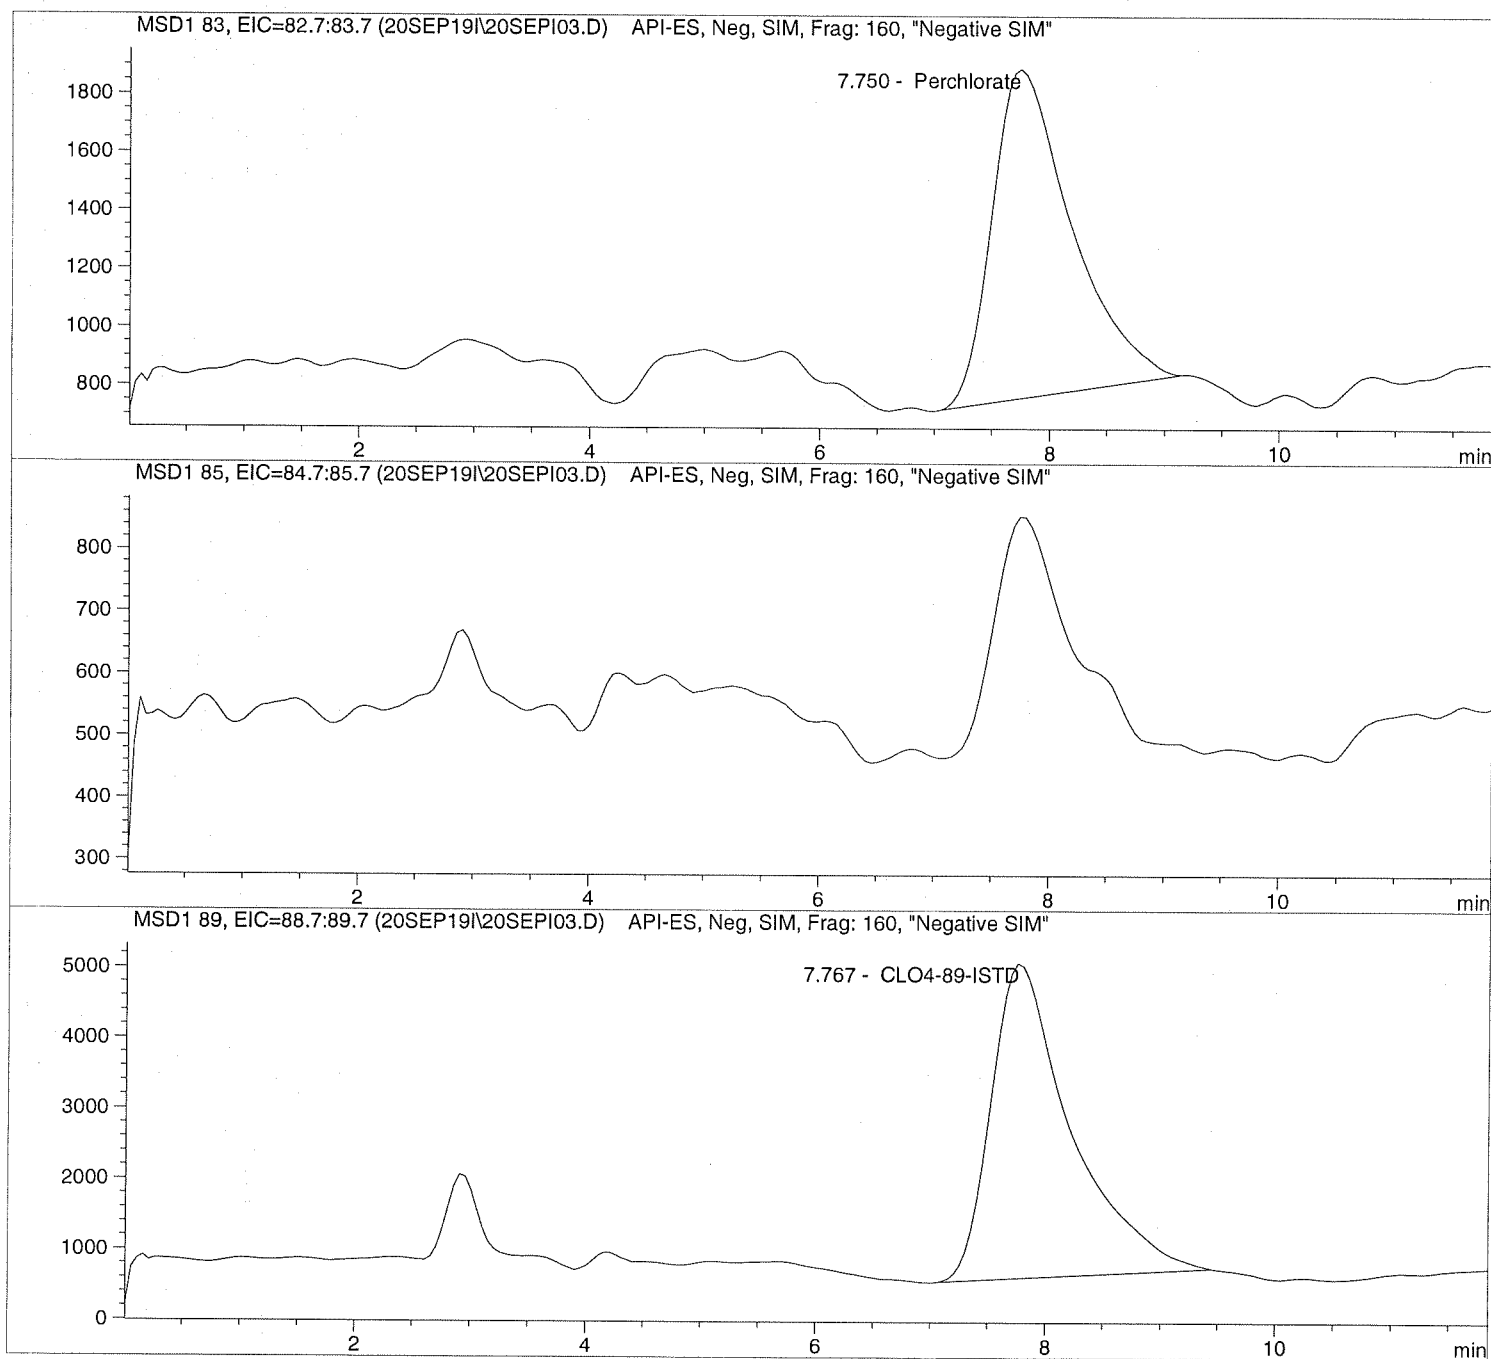 MSD1 83, EIC=82.7:83.7 (20SEP19I\20SEPI03.D) API-ES, Neg, SIM, Frag: 160, "Negative SIM"
7.750 - Perchlorate
1800
1600
1400
1200
1000
800
2 4 6 8 10 min
MSD1 85, EIC=84.7:85.7 (20SEP19I\20SEPI03.D) API-ES, Neg, SIM, Frag: 160, "Negative SIM"
800
700
600
500
400
300
2 4 6 8 10 min
MSD1 89, EIC=88.7:89.7 (20SEP19I\20SEPI03.D) API-ES, Neg, SIM, Frag: 160, "Negative SIM"
7.767 - CLO4-89-ISTD
5000
4000
3000
2000
1000
0
2 4 6 8 10 min